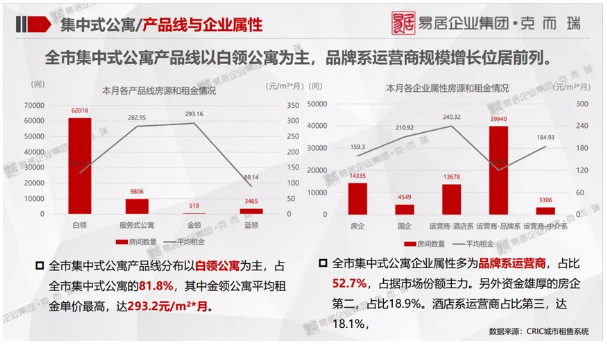 集中式公寓/产品线与企业属性
易居企业集团·克而瑞
全市集中式公寓产品线以白领公寓为主，品牌系运营商规模增长位居前列。
(间)
本月各产品线房源和租金情况
(元/m²*月)
70000
60000
50000
40000
30000
20000
10000
0
350
300
250
200
150
100
50
0
62018
9806
519
3465
282.95
293.16
89.14
白领
服务式公寓
金领
蓝领
房间数量
平均租金
(间)
本月各企业属性房源和租金情况
(元/m²*月)
50000
40000
30000
20000
10000
0
300
240
180
120
60
0
14335
4549
13678
39940
3306
159.3
210.92
240.32
184.93
房企
国企
运营商-酒店系
运营商-品牌系
运营商-中介系
房间数量
平均租金
全市集中式公寓产品线分布以白领公寓为主，占
全市集中式公寓的81.8%，其中金领公寓平均租
金单价最高，达293.2元/m²*月。
全市集中式公寓企业属性多为品牌系运营商，占比
52.7%，占据市场份额主力。另外资金雄厚的房企
第二，占比18.9%。酒店系运营商占比第三，达
18.1%，
数据来源：CRIC城市租售系统